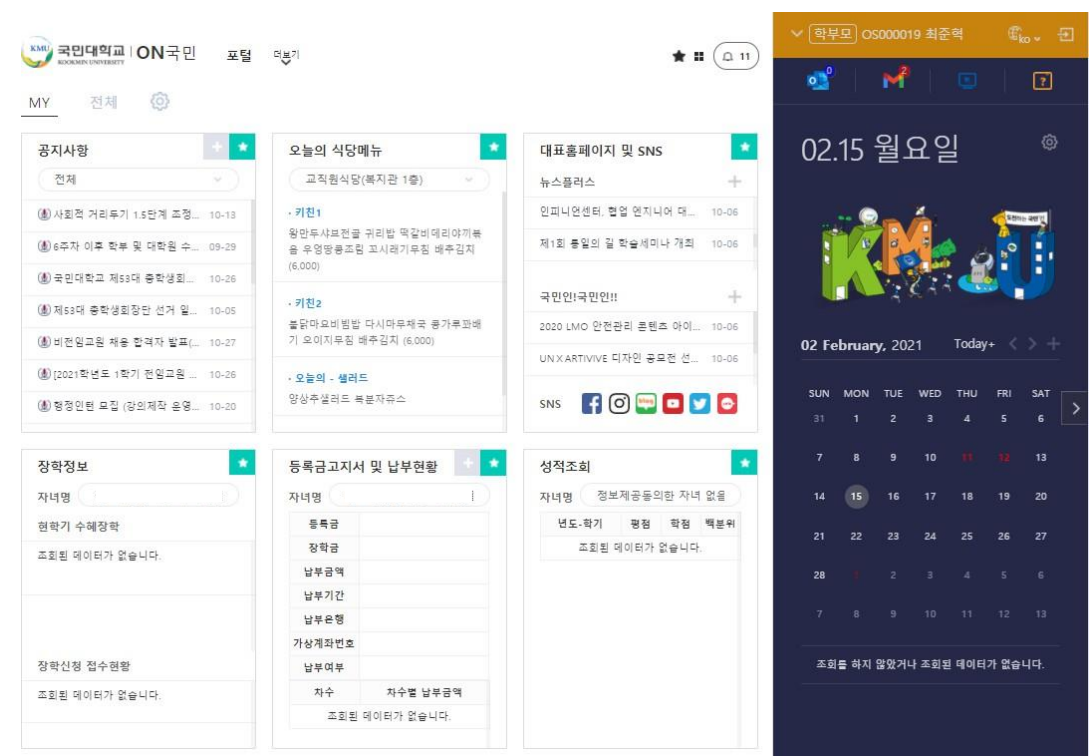 KMU 국민대학교 ON국민 포털 더보기
KOOKMIN UNIVERSITY
11
MY 전체
공지사항
전체
사회적 거리두기 1.5단계 조정... 10-13
6주차 이후 학부 및 대학원 수... 09-29
국민대학교 제53대 총학생회... 10-26
제53대 총학생회장단 선거 일... 10-05
비전임교원 채용 합격자 발표(... 10-27
[2021학년도 1학기 전임교원 ... 10-26
행정인턴 모집 (강의제작 운영... 10-20
오늘의 식당메뉴
교직원식당(복지관 1층)
· 키친1
왕만두샤브전골 귀리밥 떡갈비데리야끼볶
음 우엉땅콩조림 꼬시래기무침 배추김치
(6,000)
· 키친2
불닭마요비빔밥 다시마무채국 콩가루꽈배
기 오이지무침 배추김치 (6,000)
· 오늘의 - 샐러드
양상추샐러드 복분자쥬스
대표홈페이지 및 SNS
뉴스플러스
인피니언센터, 협업 엔지니어 대... 10-06
제1회 통일의 길 학술세미나 개최 10-06
국민인!국민인!!
2020 LMO 안전관리 콘텐츠 아이... 10-06
UN X ARTIVIVE 디자인 공모전 선... 10-06
SNS blog
장학정보
자녀명
현학기 수혜장학
조회된 데이터가 없습니다.
장학신청 접수현황
조회된 데이터가 없습니다.
등록금고지서 및 납부현황
자녀명
등록금
장학금
납부금액
납부기간
납부은행
가상계좌번호
납부여부
차수 차수별 납부금액
조회된 데이터가 없습니다.
성적조회
자녀명 정보제공동의한 자녀 없음
년도-학기 평점 학점 백분위
조회된 데이터가 없습니다.
학부모 OS000019 최준혁 ko
0 2 ?
02.15 월요일
KMU
02 February, 2021 Today+
SUN MON TUE WED THU FRI SAT
31 1 2 3 4 5 6
7 8 9 10 11 12 13
14 15 16 17 18 19 20
21 22 23 24 25 26 27
28 1 2 3 4 5 6
7 8 9 10 11 12 13
조회를 하지 않았거나 조회된 데이터가 없습니다.